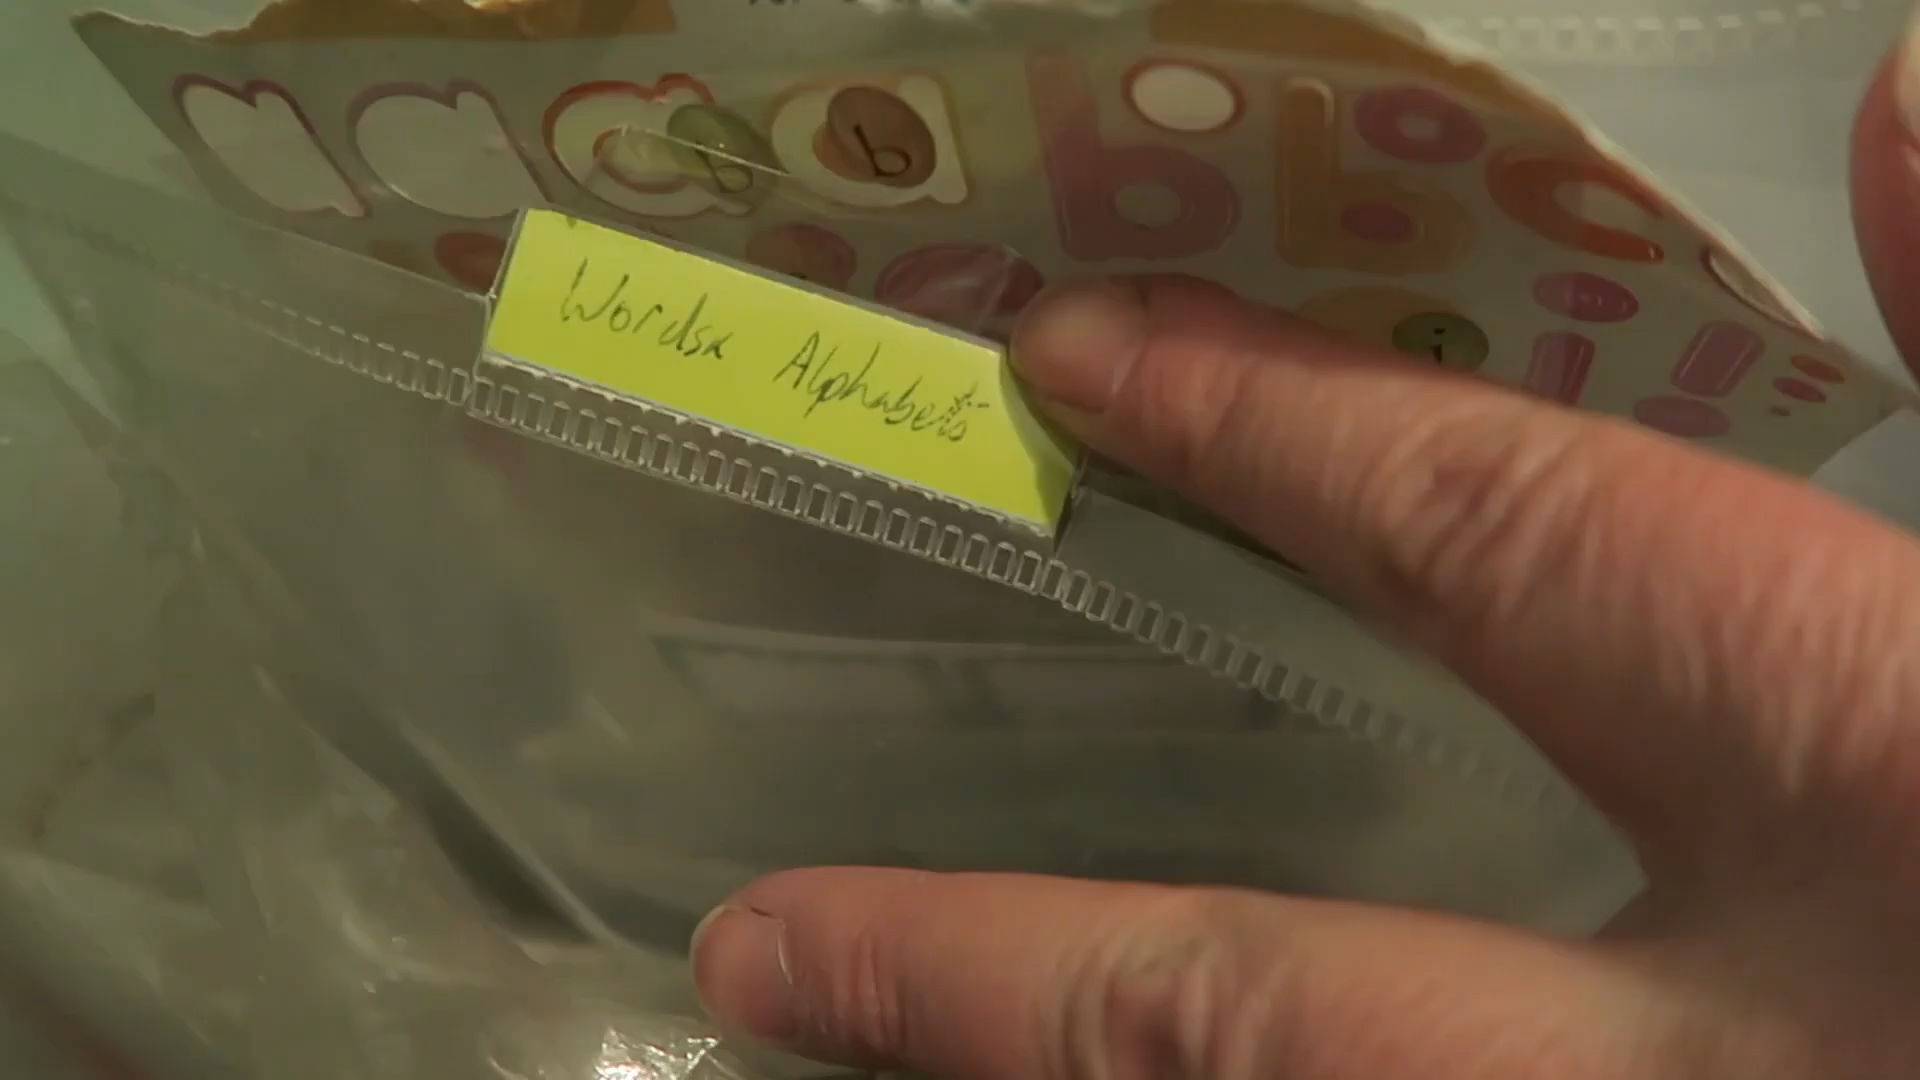 a a a a b b c
b b
Words& Alphabets
i i !